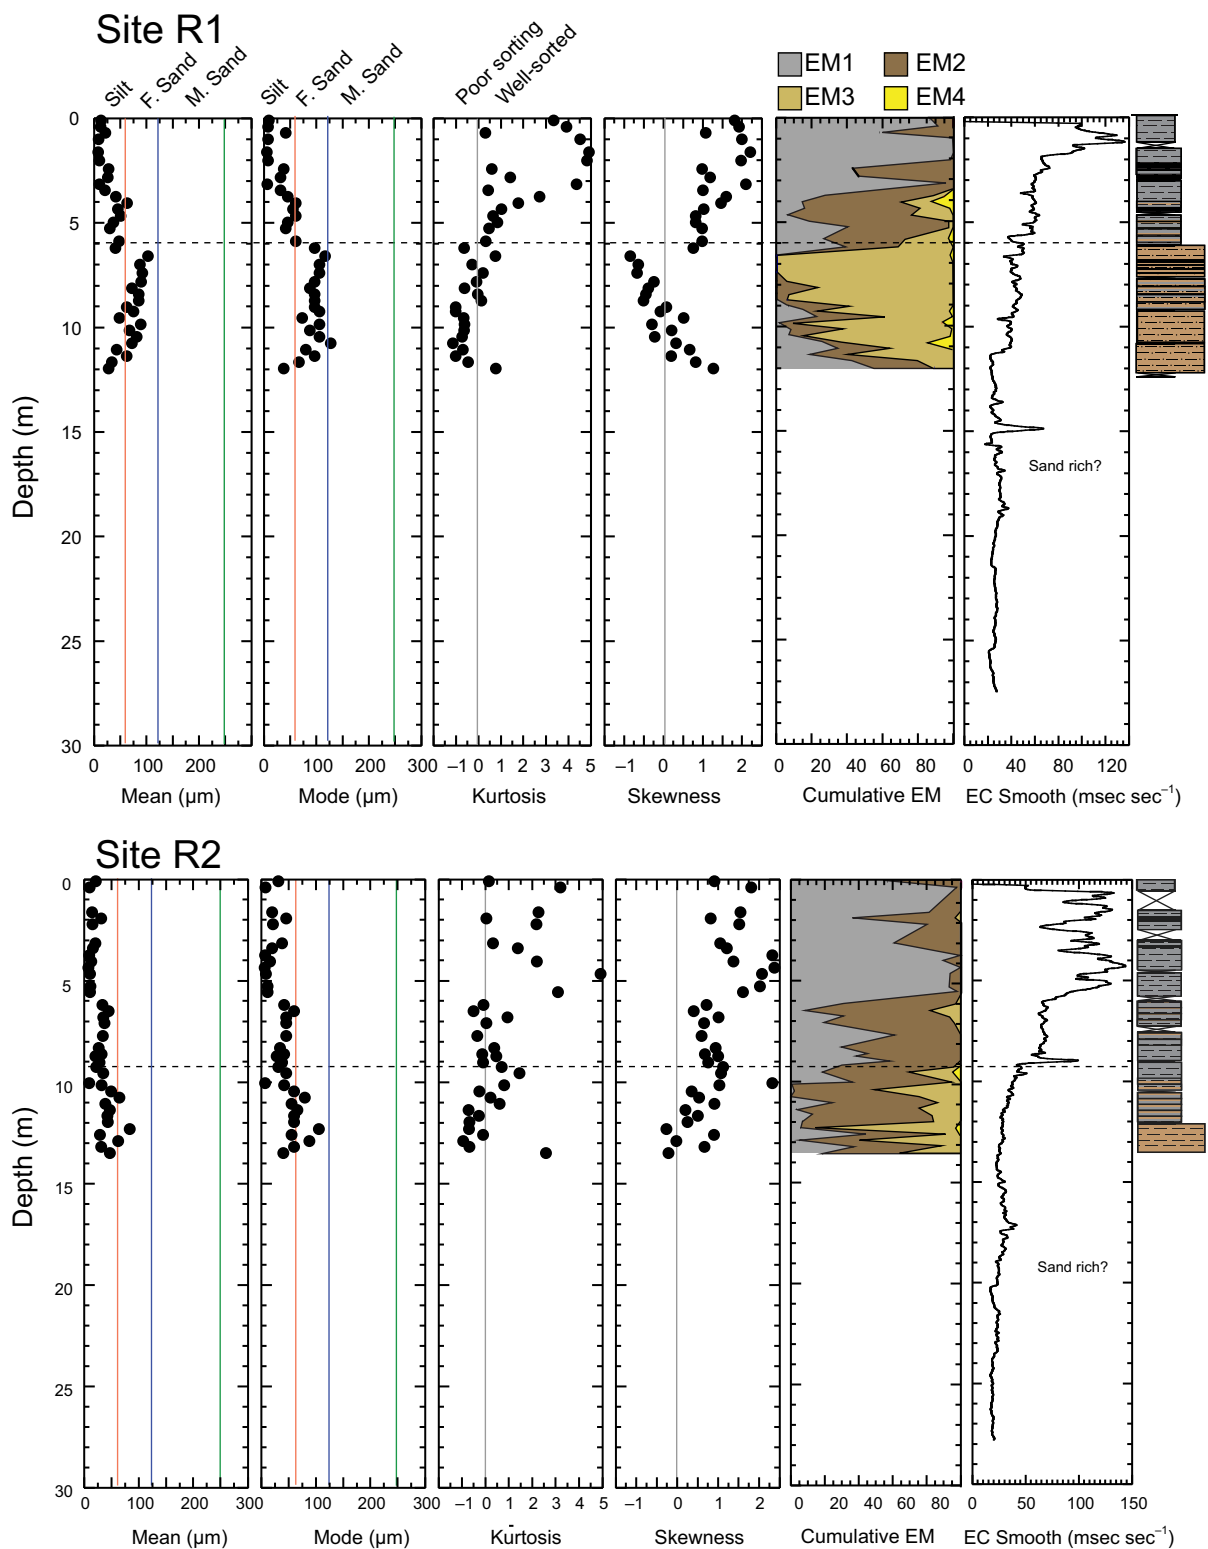 Site R1
Silt F. Sand M. Sand
Silt F. Sand M. Sand
Poor sorting Well-sorted
EM1 EM2
EM3 EM4
0
5
10
15
20
25
30
Depth (m)
Sand rich?
0 100 200 300
0 100 200 300
–1 0 1 2 3 4 5
–1 0 1 2
0 20 40 60 80
0 40 80 120
Mean (µm)
Mode (µm)
Kurtosis
Skewness
Cumulative EM
EC Smooth (msec sec⁻¹)
Site R2
0
5
10
15
20
25
30
Depth (m)
Sand rich?
0 100 200 300
0 100 200 300
–1 0 1 2 3 4 5
–1 0 1 2
0 20 40 60 80
0 50 100 150
Mean (µm)
Mode (µm)
Kurtosis
Skewness
Cumulative EM
EC Smooth (msec sec⁻¹)